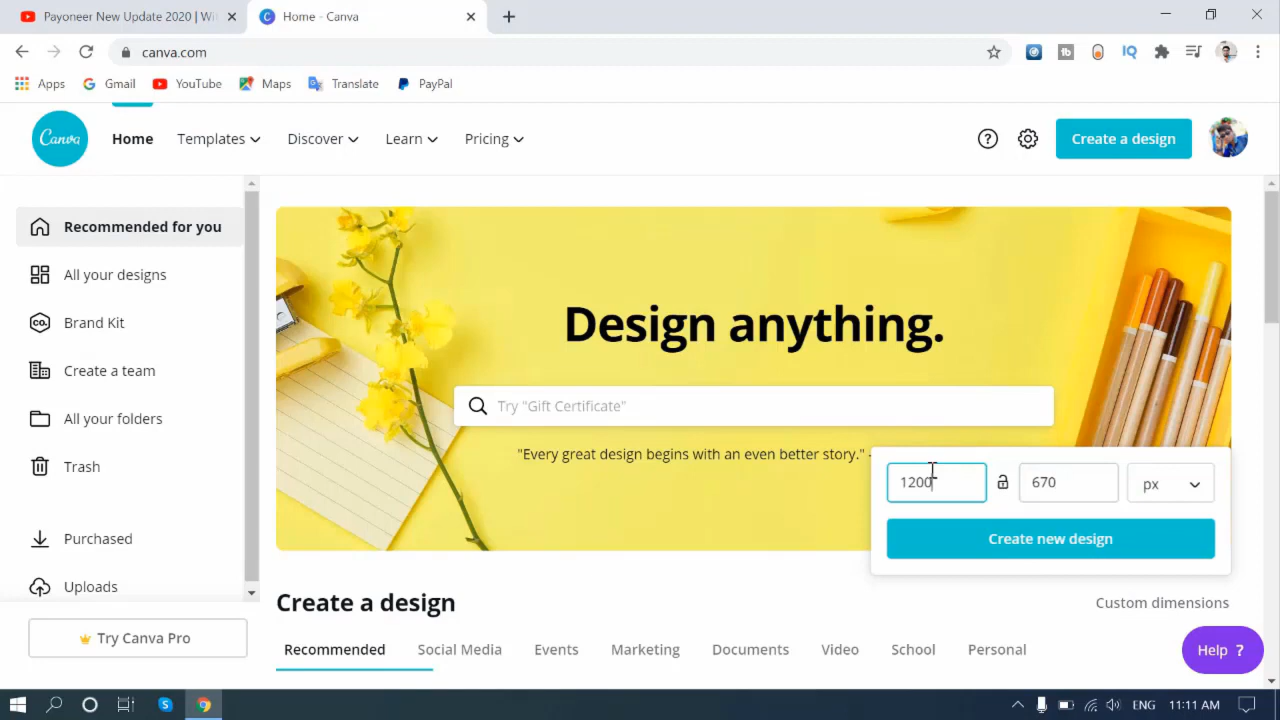 Payoneer New Update 2020 | Wi
Home - Canva
canva.com
Apps
Gmail
YouTube
Maps
Translate
PayPal
Canva
Home
Templates
Discover
Learn
Pricing
Create a design
Recommended for you
All your designs
Brand Kit
Create a team
All your folders
Trash
Purchased
Uploads
Try Canva Pro
Design anything.
Try "Gift Certificate"
"Every great design begins with an even better story." -
1200
670
px
Create new design
Create a design
Custom dimensions
Recommended
Social Media
Events
Marketing
Documents
Video
School
Personal
Help ?
ENG
11:11 AM